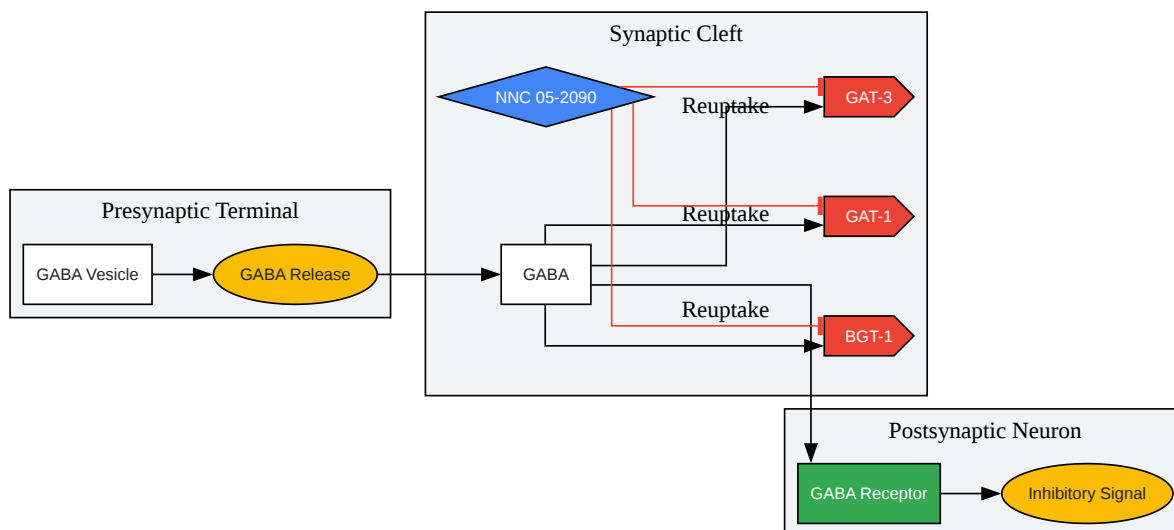 Synaptic Cleft
NNC 05-2090
GAT-3
Reuptake
Presynaptic Terminal
Reuptake
GAT-1
GABA Vesicle
GABA Release
GABA
Reuptake
BGT-1
Postsynaptic Neuron
GABA Receptor
Inhibitory Signal